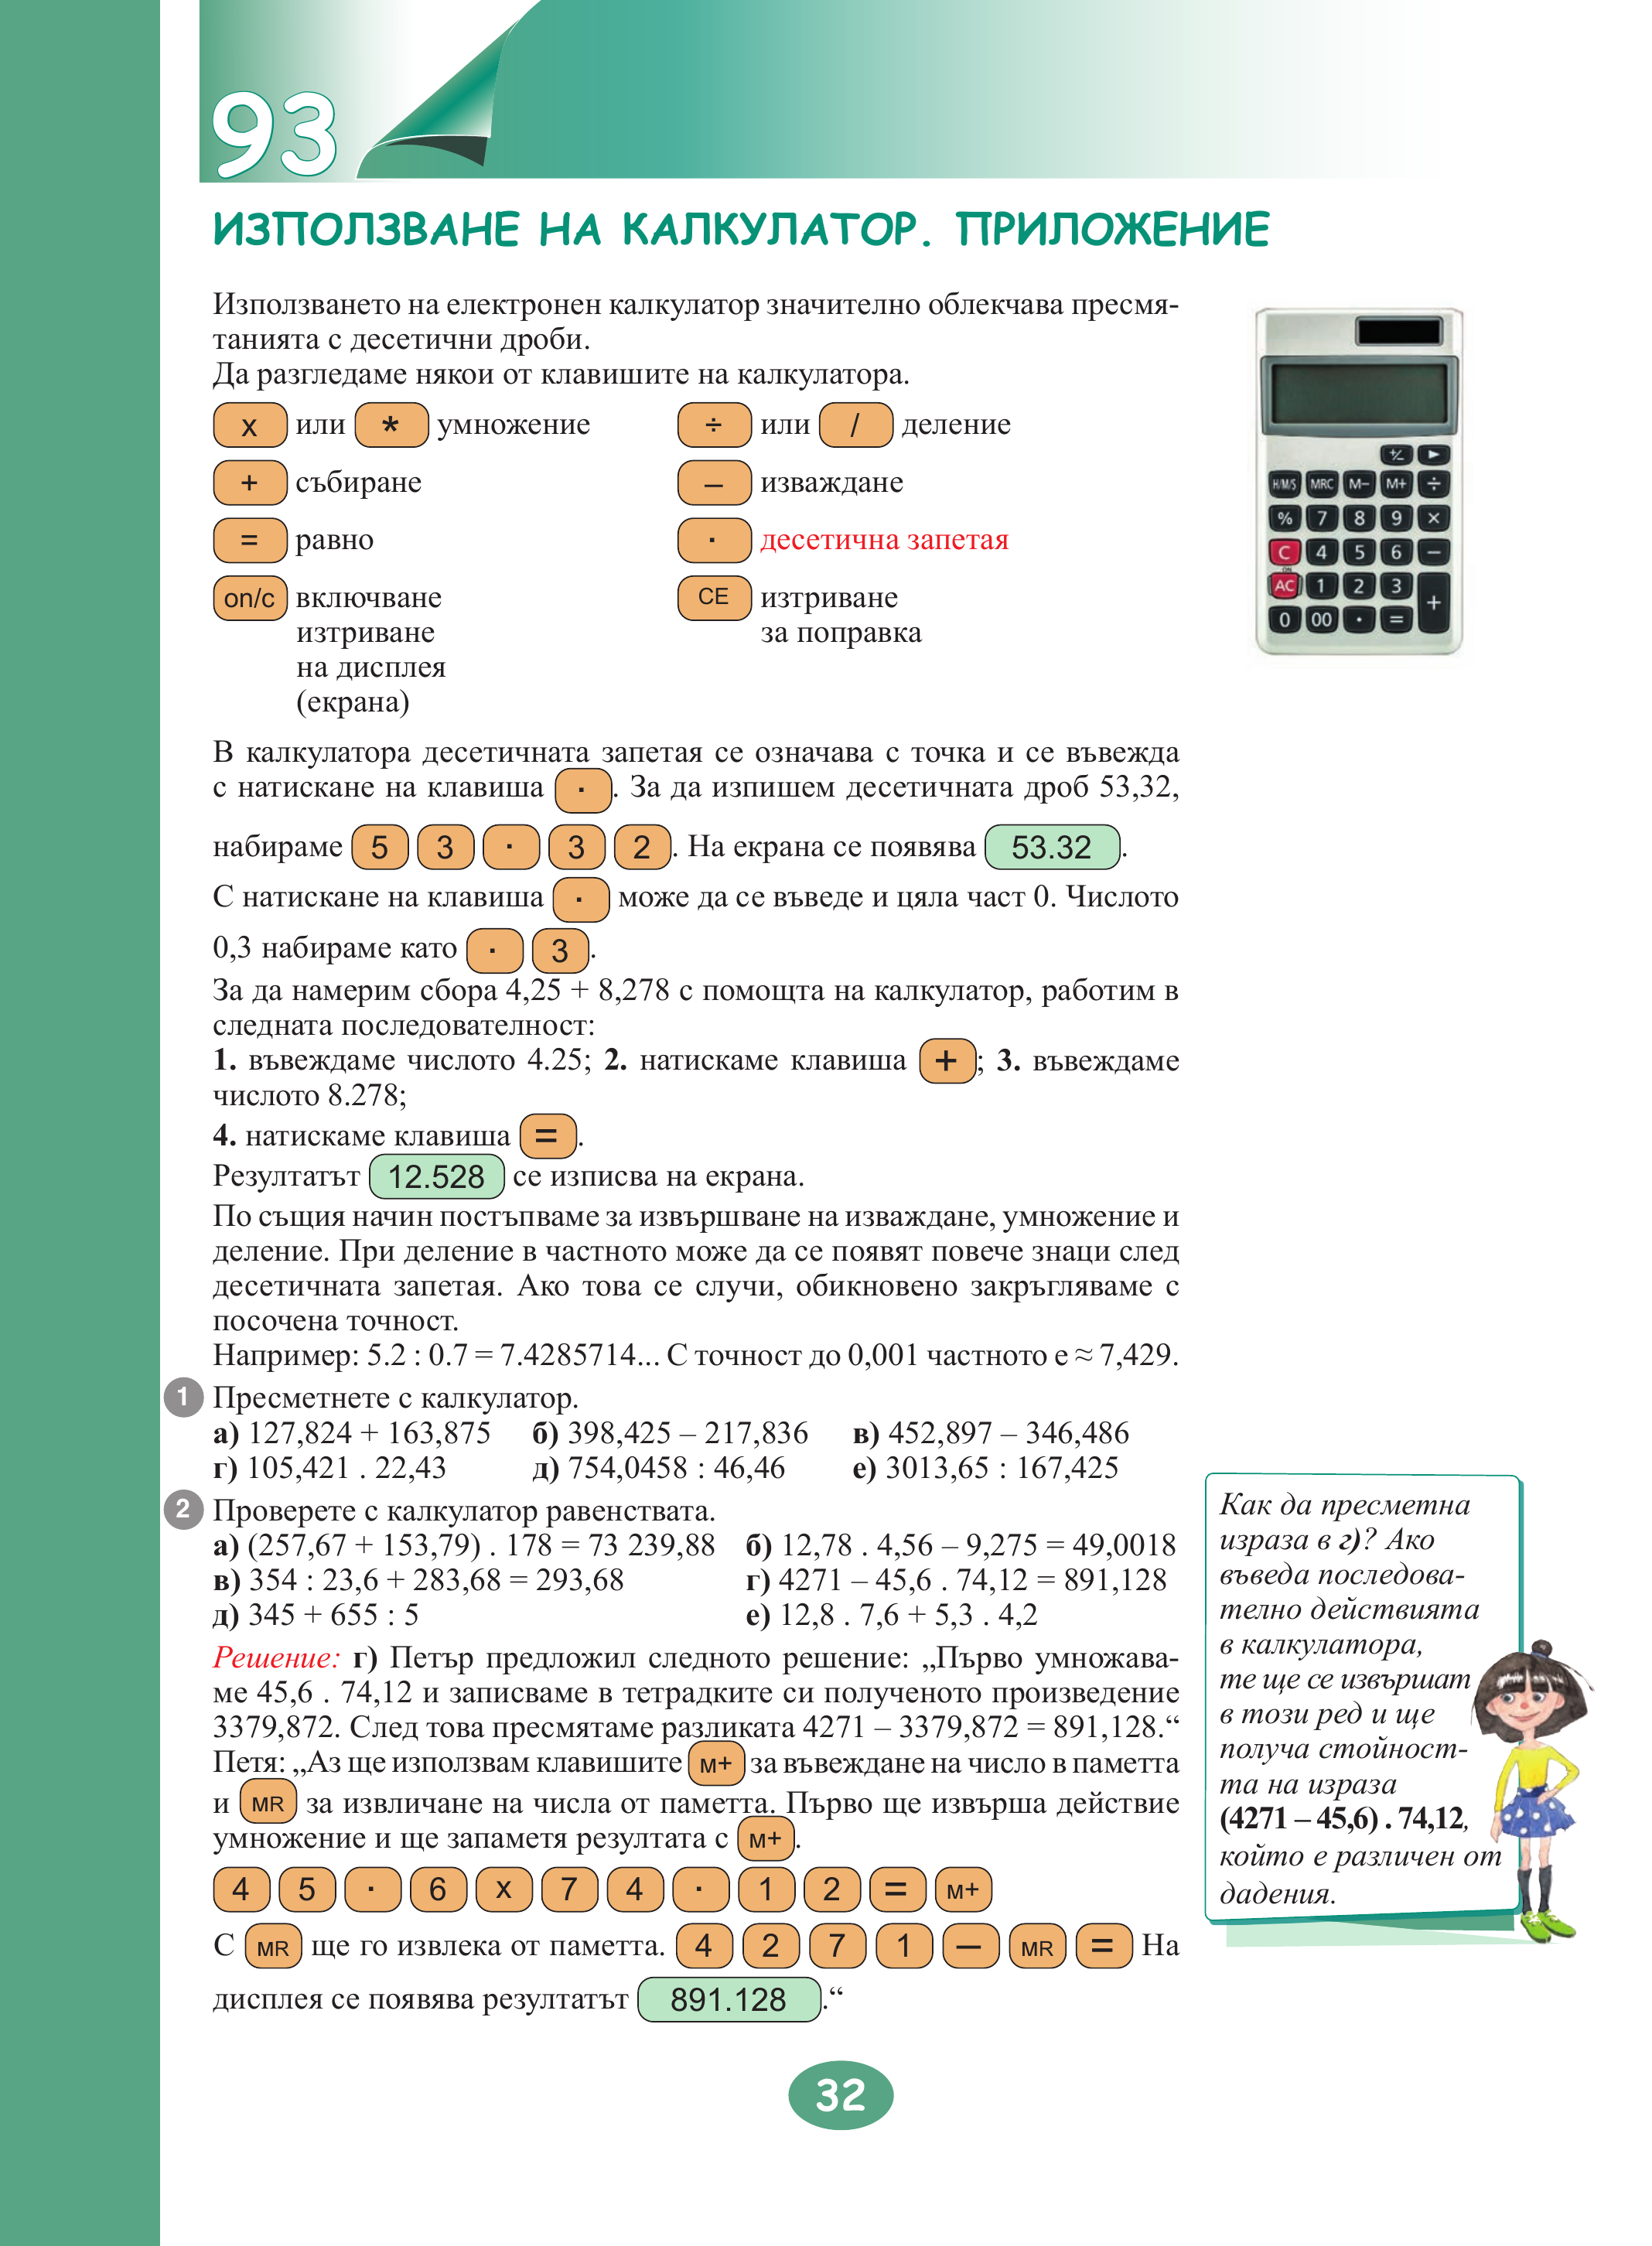 93
ИЗПОЛЗВАНЕ НА КАЛКУЛАТОР. ПРИЛОЖЕНИЕ
Използването на електронен калкулатор значително облекчава пресмя-
танията с десетични дроби.
Да разгледаме някои от клавишите на калкулатора.
x или * умножение ÷ или / деление
+ събиране – изваждане
= равно · десетична запетая
on/c включване CE изтриване
изтриване за поправка
на дисплея
(екрана)
+/– ▶
H/M/S MRC M– M+ ÷
% 7 8 9 ×
C 4 5 6 –
ON
AC 1 2 3 +
0 00 · =
В калкулатора десетичната запетая се означава с точка и се въвежда
с натискане на клавиша · . За да изпишем десетичната дроб 53,32,
набираме 5 3 · 3 2 . На екрана се появява 53.32 .
С натискане на клавиша · може да се въведе и цяла част 0. Числото
0,3 набираме като · 3 .
За да намерим сбора 4,25 + 8,278 с помощта на калкулатор, работим в
следната последователност:
1. въвеждаме числото 4.25; 2. натискаме клавиша + ; 3. въвеждаме
числото 8.278;
4. натискаме клавиша = .
Резултатът 12.528 се изписва на екрана.
По същия начин постъпваме за извършване на изваждане, умножение и
деление. При деление в частното може да се появят повече знаци след
десетичната запетая. Ако това се случи, обикновено закръгляваме с
посочена точност.
Например: 5.2 : 0.7 = 7.4285714... С точност до 0,001 частното е ≈ 7,429.
1 Пресметнете с калкулатор.
а) 127,824 + 163,875 б) 398,425 – 217,836 в) 452,897 – 346,486
г) 105,421 . 22,43 д) 754,0458 : 46,46 е) 3013,65 : 167,425
2 Проверете с калкулатор равенствата.
а) (257,67 + 153,79) . 178 = 73 239,88 б) 12,78 . 4,56 – 9,275 = 49,0018
в) 354 : 23,6 + 283,68 = 293,68 г) 4271 – 45,6 . 74,12 = 891,128
д) 345 + 655 : 5 е) 12,8 . 7,6 + 5,3 . 4,2
Решение: г) Петър предложил следното решение: „Първо умножава-
ме 45,6 . 74,12 и записваме в тетрадките си полученото произведение
3379,872. След това пресмятаме разликата 4271 – 3379,872 = 891,128.“
Петя: „Аз ще използвам клавишите м+ за въвеждане на число в паметта
и MR за извличане на числа от паметта. Първо ще извърша действие
умножение и ще запаметя резултата с м+ .
4 5 · 6 x 7 4 · 1 2 = м+
С MR ще го извлека от паметта. 4 2 7 1 – MR = На
дисплея се появява резултатът 891.128 .“
Как да пресметна
израза в г)? Ако
въведа последова-
телно действията
в калкулатора,
те ще се извършат
в този ред и ще
получа стойност-
та на израза
(4271 – 45,6) . 74,12,
който е различен от
дадения.
32